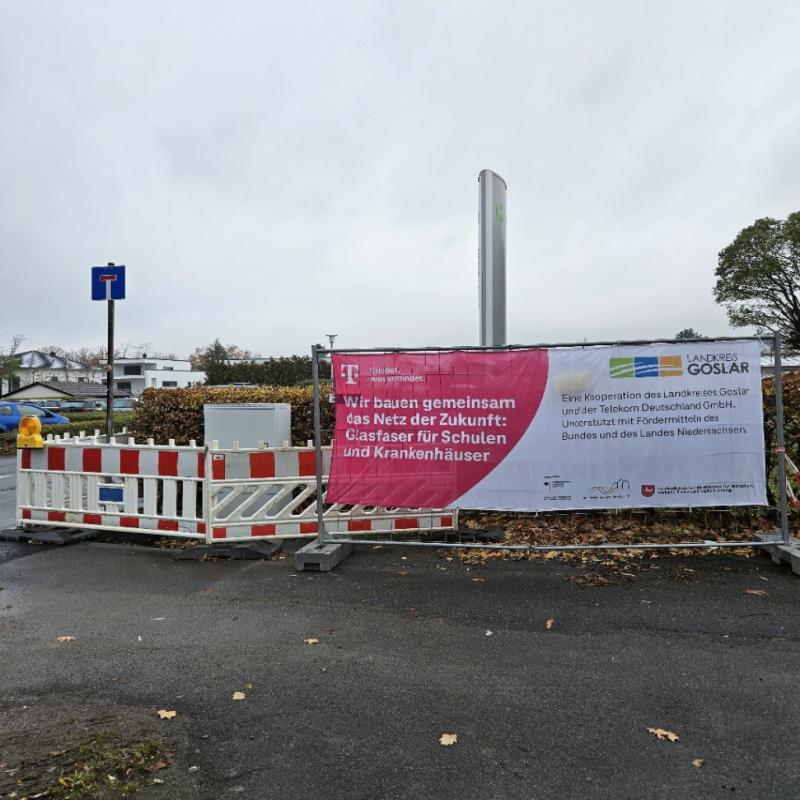 T
Erleben,
was verbindet.
Wir bauen gemeinsam
das Netz der Zukunft:
Glasfaser für Schulen
und Krankenhäuser
LANDKREIS
GOSLAR
Eine Kooperation des Landkreises Goslar
und der Telekom Deutschland GmbH.
Unterstützt mit Fördermitteln des
Bundes und des Landes Niedersachsen.